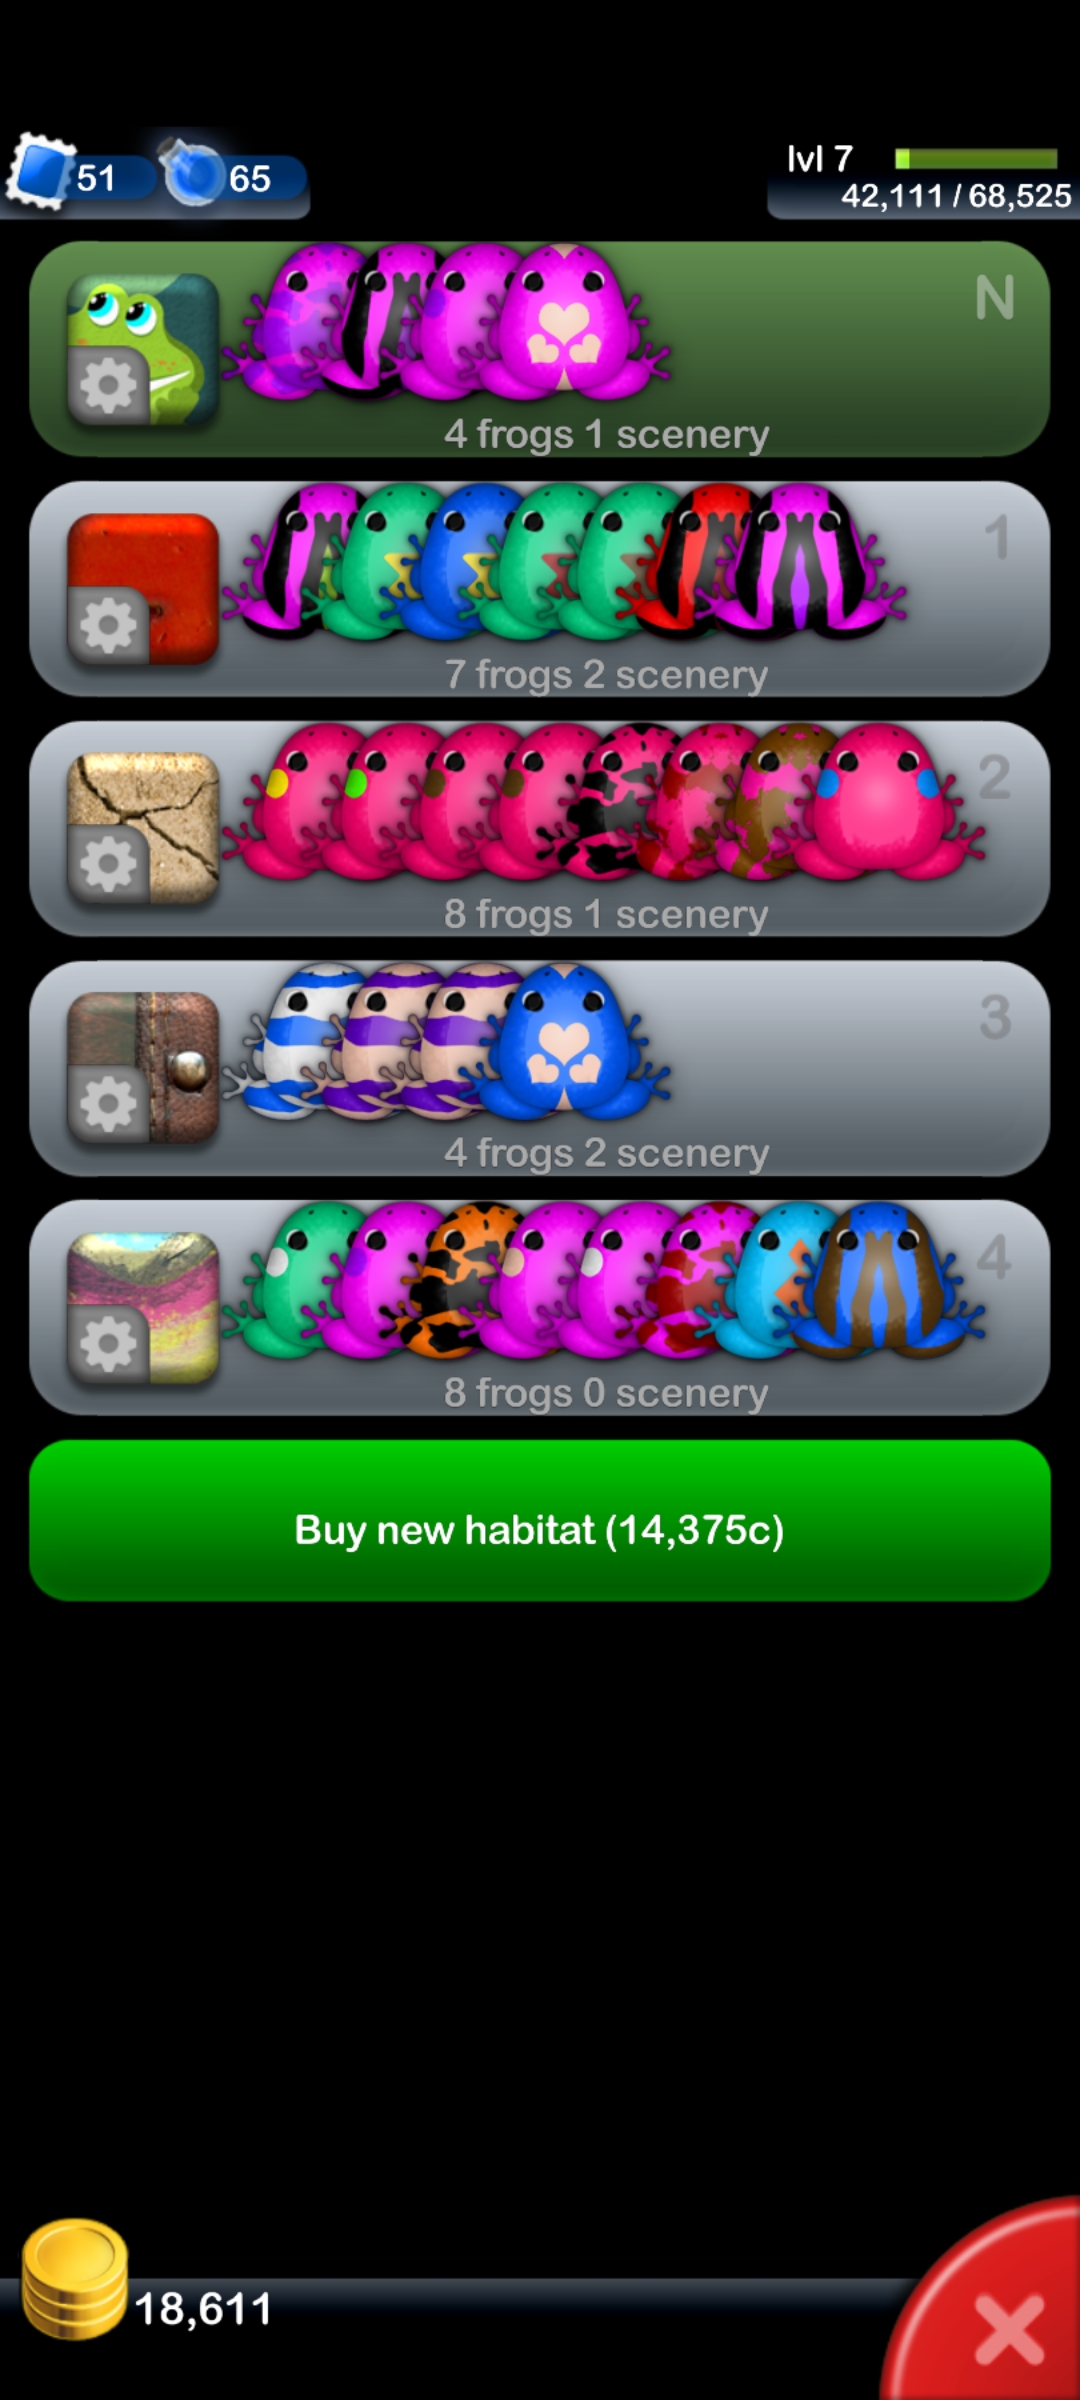 51
65
lvl 7
42,111 / 68,525
N
4 frogs 1 scenery
1
7 frogs 2 scenery
2
8 frogs 1 scenery
3
4 frogs 2 scenery
4
8 frogs 0 scenery
Buy new habitat (14,375c)
18,611